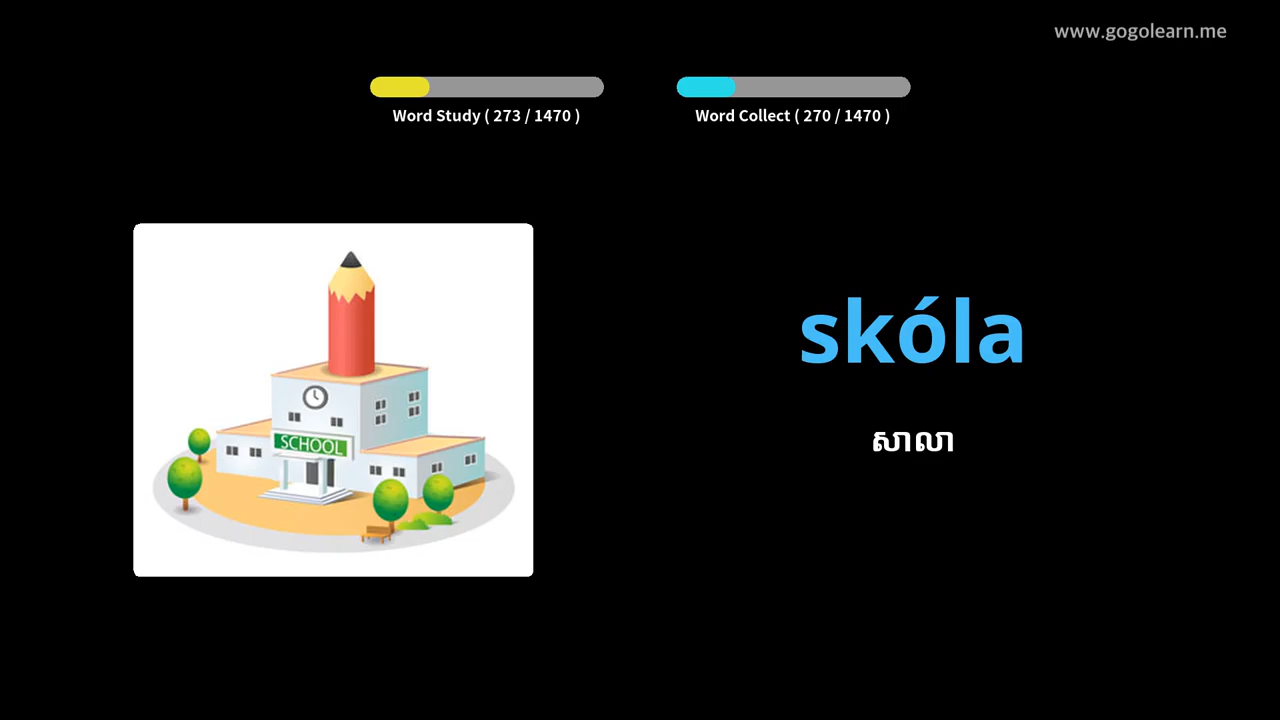 www.gogolearn.me
Word Study ( 273 / 1470 )
Word Collect ( 270 / 1470 )
SCHOOL
skóla
សាលា